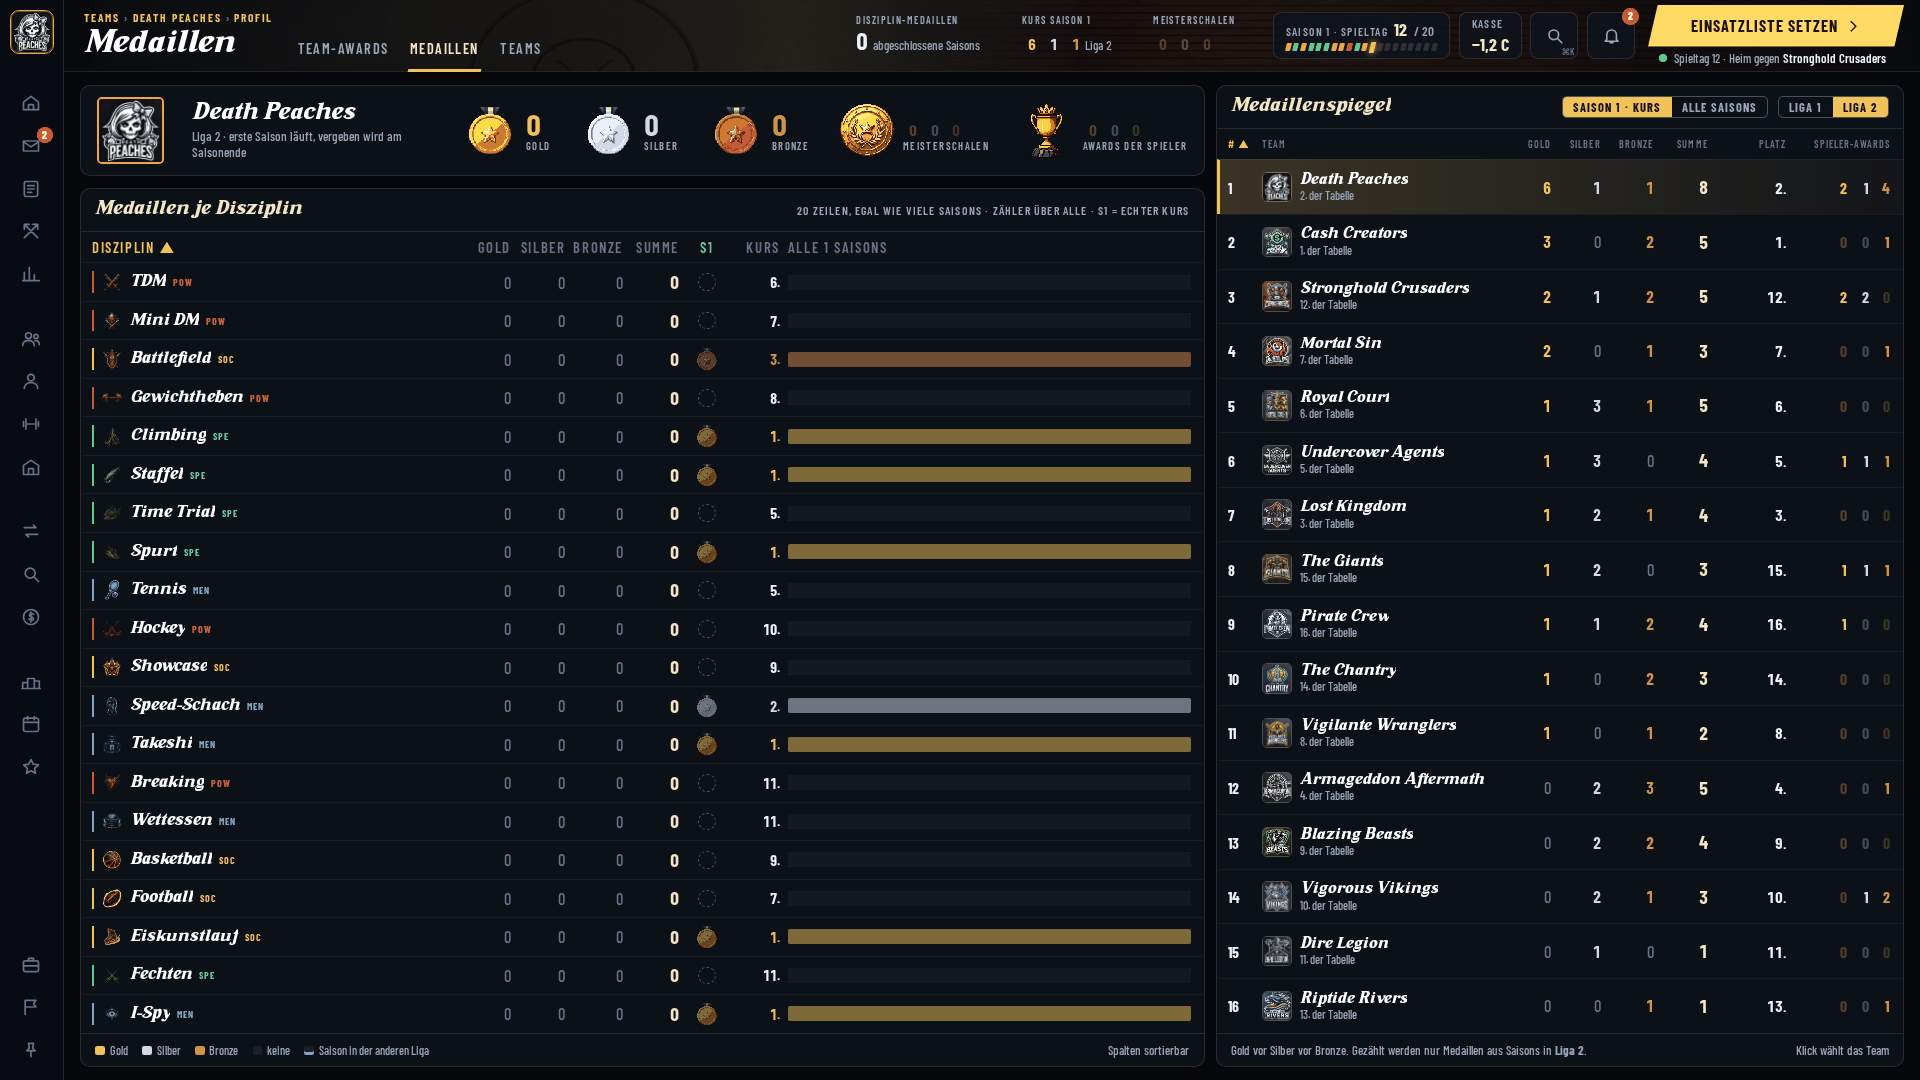 TEAMS › DEATH PEACHES › PROFIL
Medaillen
TEAM-AWARDS
MEDAILLEN
TEAMS
DISZIPLIN-MEDAILLEN
0 abgeschlossene Saisons
KURS SAISON 1
6 1 1 Liga 2
MEISTERSCHALEN
0 0 0
SAISON 1 · SPIELTAG 12 / 20
KASSE
−1,2 C
⌘K
2
EINSATZLISTE SETZEN
Spieltag 12 · Heim gegen Stronghold Crusaders
2
PEACHES
Death Peaches
Liga 2 · erste Saison läuft, vergeben wird am
Saisonende
0 GOLD
0 SILBER
0 BRONZE
0 0 0 MEISTERSCHALEN
0 0 0 AWARDS DER SPIELER
Medaillen je Disziplin
20 ZEILEN, EGAL WIE VIELE SAISONS · ZÄHLER ÜBER ALLE · S1 = ECHTER KURS
DISZIPLIN ▲ GOLD SILBER BRONZE SUMME S1 KURS ALLE 1 SAISONS
TDM POW 0 0 0 0 6.
Mini DM POW 0 0 0 0 7.
Battlefield SOC 0 0 0 0 3.
Gewichtheben POW 0 0 0 0 8.
Climbing SPE 0 0 0 0 1.
Staffel SPE 0 0 0 0 1.
Time Trial SPE 0 0 0 0 5.
Spurt SPE 0 0 0 0 1.
Tennis MEN 0 0 0 0 5.
Hockey POW 0 0 0 0 10.
Showcase SOC 0 0 0 0 9.
Speed-Schach MEN 0 0 0 0 2.
Takeshi MEN 0 0 0 0 1.
Breaking POW 0 0 0 0 11.
Wettessen MEN 0 0 0 0 11.
Basketball SOC 0 0 0 0 9.
Football SOC 0 0 0 0 7.
Eiskunstlauf SOC 0 0 0 0 1.
Fechten SPE 0 0 0 0 11.
I-Spy MEN 0 0 0 0 1.
Gold Silber Bronze keine Saison in der anderen Liga
Spalten sortierbar
Medaillenspiegel
SAISON 1 · KURS ALLE SAISONS
LIGA 1 LIGA 2
# ▲ TEAM GOLD SILBER BRONZE SUMME PLATZ SPIELER-AWARDS
1 Death Peaches 6 1 1 8 2. 2 1 4
2. der Tabelle
2 Cash Creators 3 0 2 5 1. 0 0 1
1. der Tabelle
3 Stronghold Crusaders 2 1 2 5 12. 2 2 0
12. der Tabelle
4 Mortal Sin 2 0 1 3 7. 0 0 1
7. der Tabelle
5 Royal Court 1 3 1 5 6. 0 0 0
6. der Tabelle
6 Undercover Agents 1 3 0 4 5. 1 1 1
5. der Tabelle
7 Lost Kingdom 1 2 1 4 3. 0 0 0
3. der Tabelle
8 The Giants 1 2 0 3 15. 1 1 1
15. der Tabelle
9 Pirate Crew 1 1 2 4 16. 1 0 0
16. der Tabelle
10 The Chantry 1 0 2 3 14. 0 0 0
14. der Tabelle
11 Vigilante Wranglers 1 0 1 2 8. 0 0 0
8. der Tabelle
12 Armageddon Aftermath 0 2 3 5 4. 0 0 1
4. der Tabelle
13 Blazing Beasts 0 2 2 4 9. 0 0 0
9. der Tabelle
14 Vigorous Vikings 0 2 1 3 10. 0 1 2
10. der Tabelle
15 Dire Legion 0 1 0 1 11. 0 0 0
11. der Tabelle
16 Riptide Rivers 0 0 1 1 13. 0 0 1
13. der Tabelle
Gold vor Silber vor Bronze. Gezählt werden nur Medaillen aus Saisons in Liga 2.
Klick wählt das Team